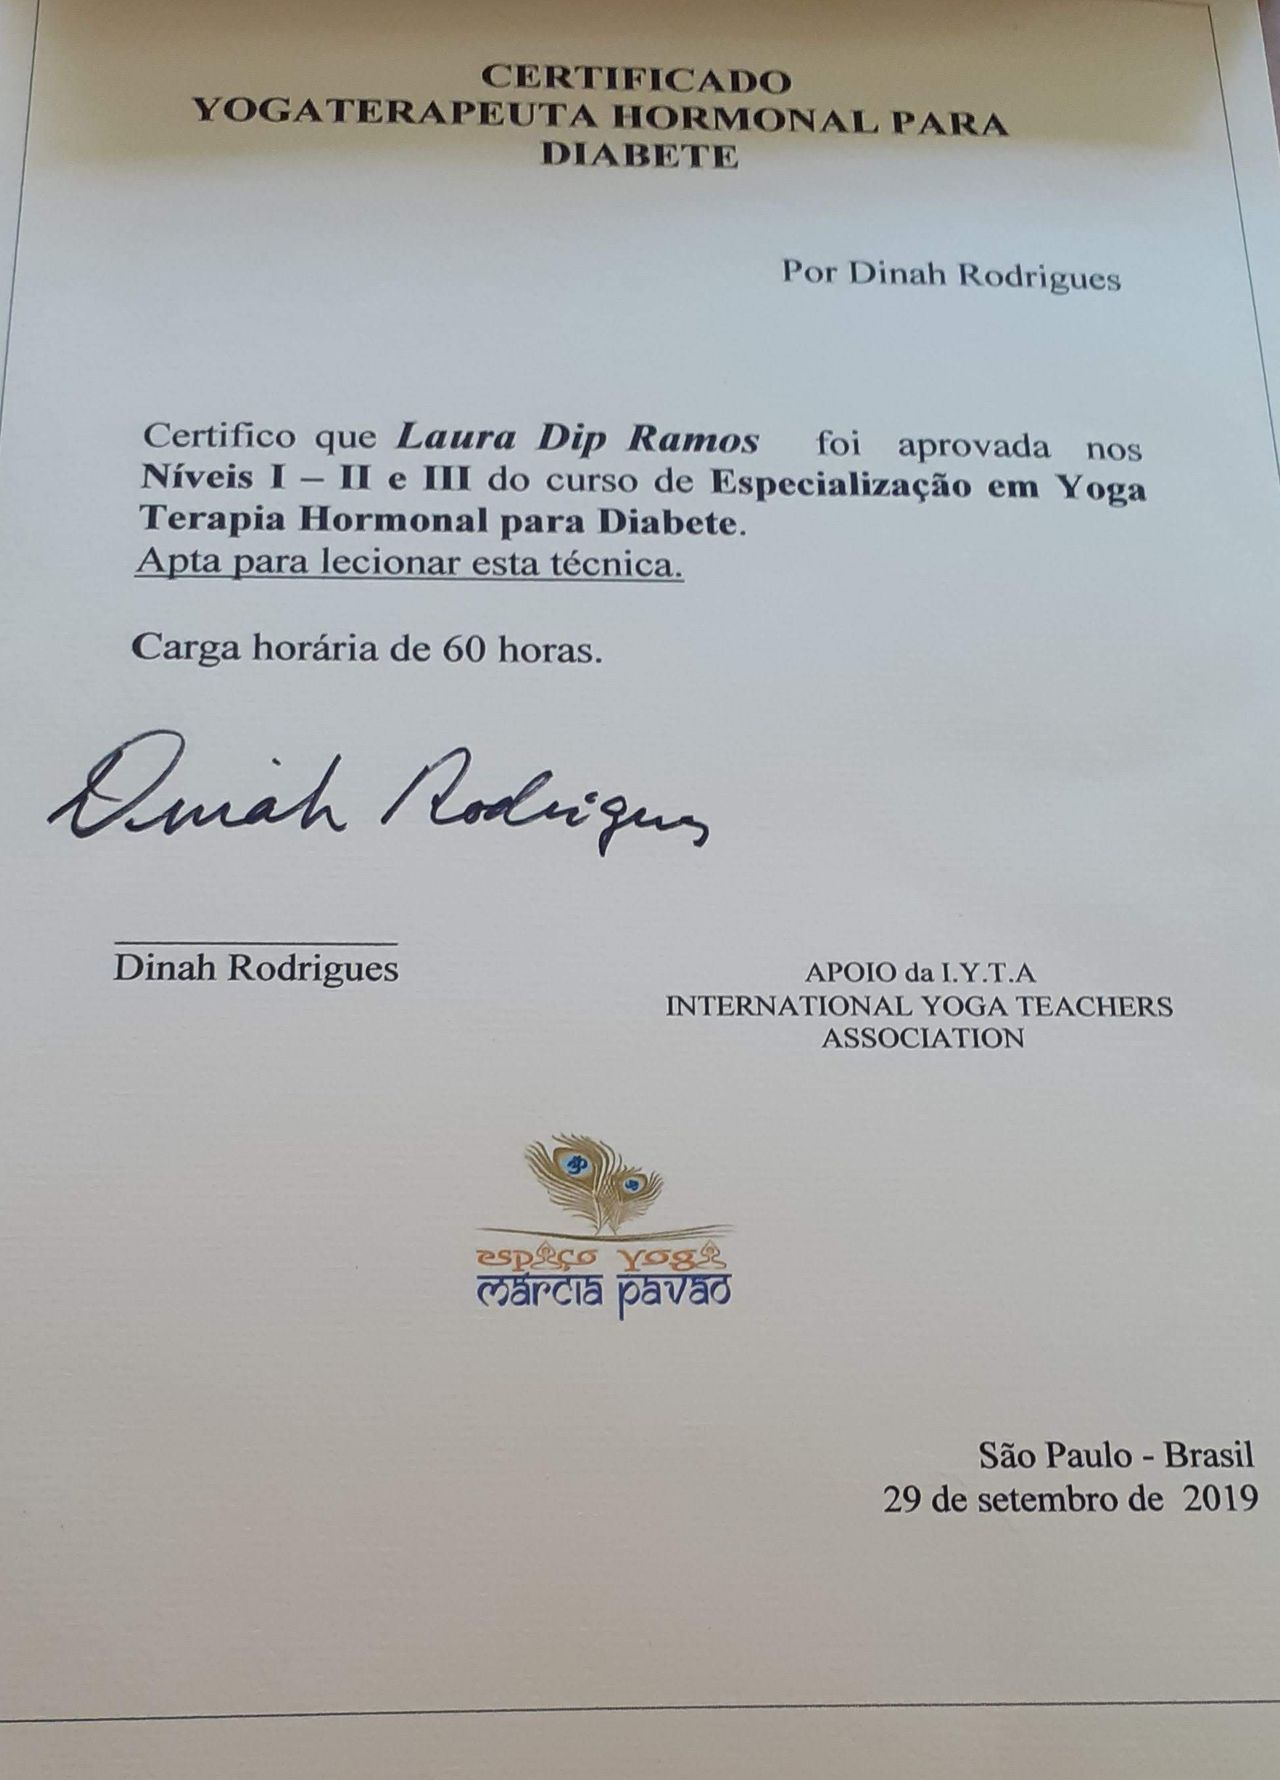 CERTIFICADO
YOGATERAPEUTA HORMONAL PARA
DIABETE
Por Dinah Rodrigues
Certifico que Laura Dip Ramos foi aprovada nos
Níveis I – II e III do curso de Especialização em Yoga
Terapia Hormonal para Diabete.
Apta para lecionar esta técnica.
Carga horária de 60 horas.
Dinah Rodrigues
Dinah Rodrigues
APOIO da I.Y.T.A
INTERNATIONAL YOGA TEACHERS
ASSOCIATION
ॐ ॐ
espaço yoga
márcia pavão
São Paulo - Brasil
29 de setembro de 2019